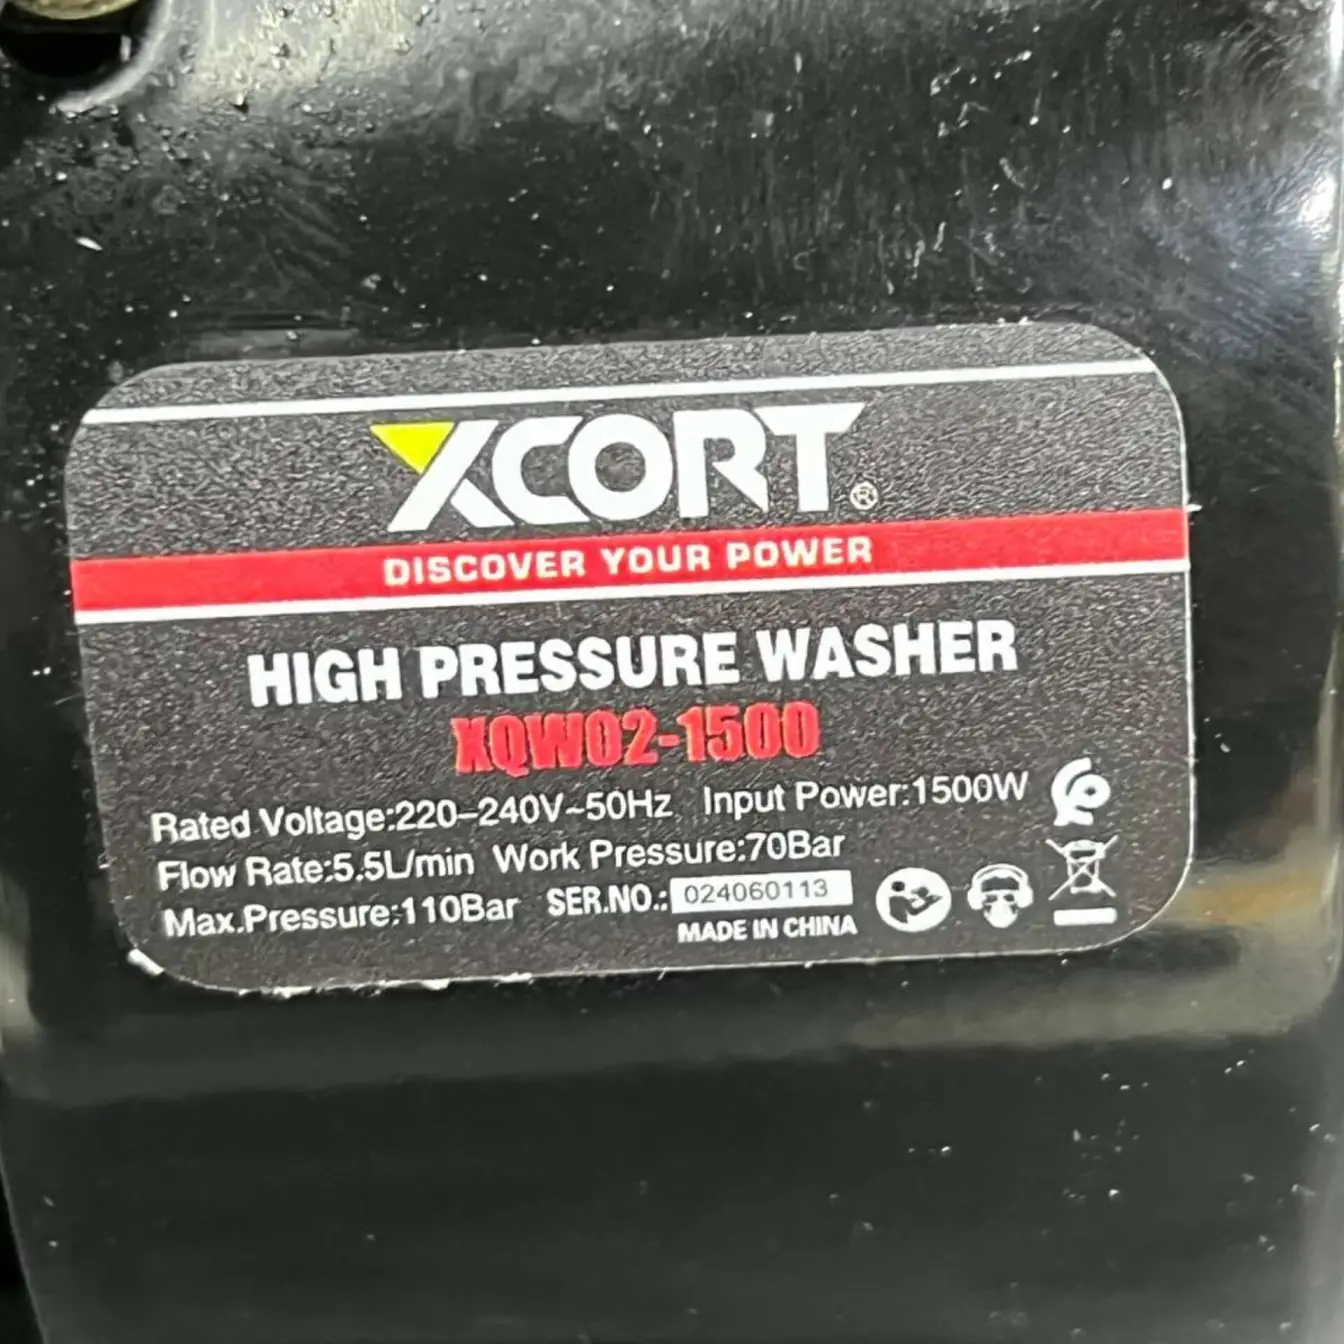 XCORT®
DISCOVER YOUR POWER
HIGH PRESSURE WASHER
XQW02-1500
Rated Voltage:220–240V~50Hz Input Power:1500W
Flow Rate:5.5L/min Work Pressure:70Bar
Max.Pressure:110Bar SER.NO.: 024060113
MADE IN CHINA